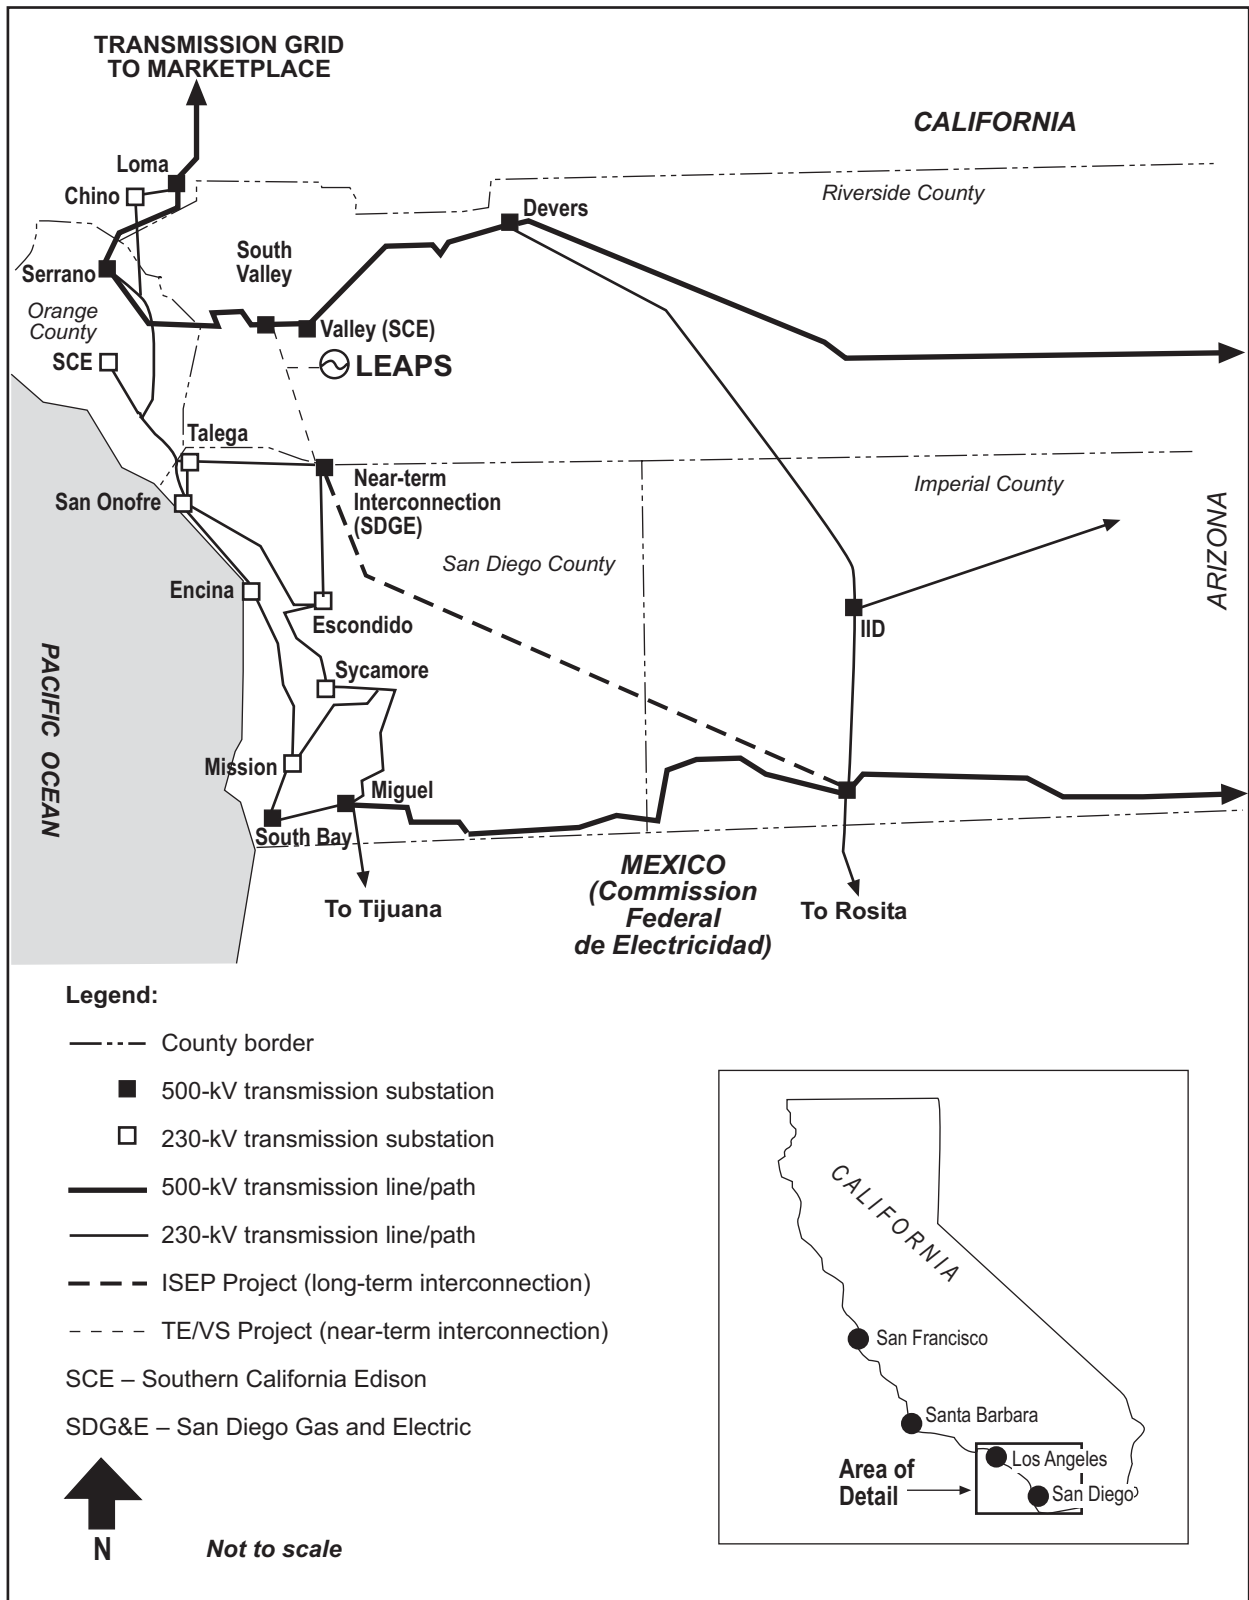 TRANSMISSION GRID
TO MARKETPLACE
CALIFORNIA
Loma
Chino
Riverside County
Devers
South
Valley
Serrano
Orange
County
Valley (SCE)
SCE
LEAPS
Talega
Near-term
Interconnection
(SDGE)
Imperial County
San Onofre
ARIZONA
San Diego County
Encina
Escondido
IID
PACIFIC OCEAN
Sycamore
Mission
Miguel
South Bay
MEXICO
(Commission
Federal
de Electricidad)
To Tijuana
To Rosita
Legend:
County border
500-kV transmission substation
230-kV transmission substation
500-kV transmission line/path
230-kV transmission line/path
ISEP Project (long-term interconnection)
TE/VS Project (near-term interconnection)
SCE – Southern California Edison
SDG&E – San Diego Gas and Electric
N
Not to scale
CALIFORNIA
San Francisco
Santa Barbara
Los Angeles
Area of
Detail
San Diego